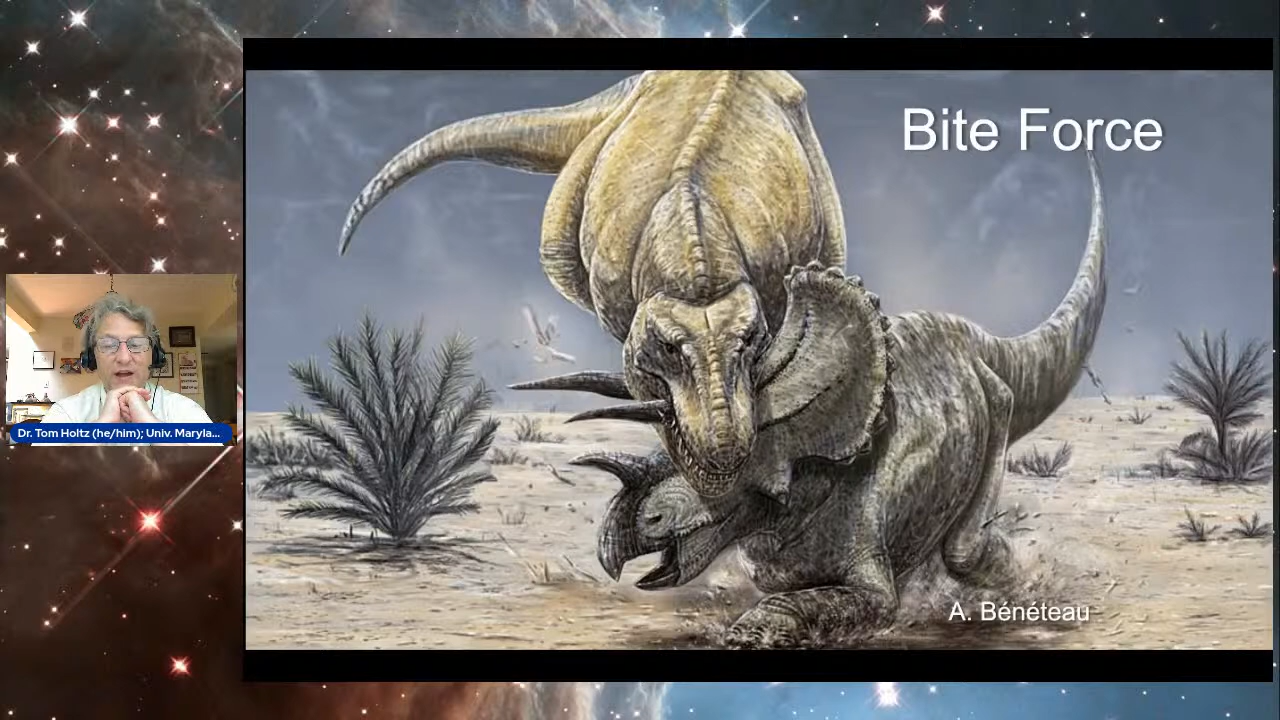 Bite Force
Dr. Tom Holtz (he/him); Univ. Maryla...
A. Bénéteau